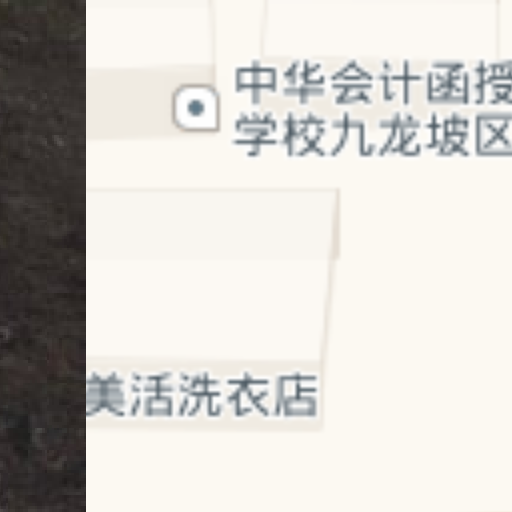 中华会计函授
学校九龙坡区
美活洗衣店